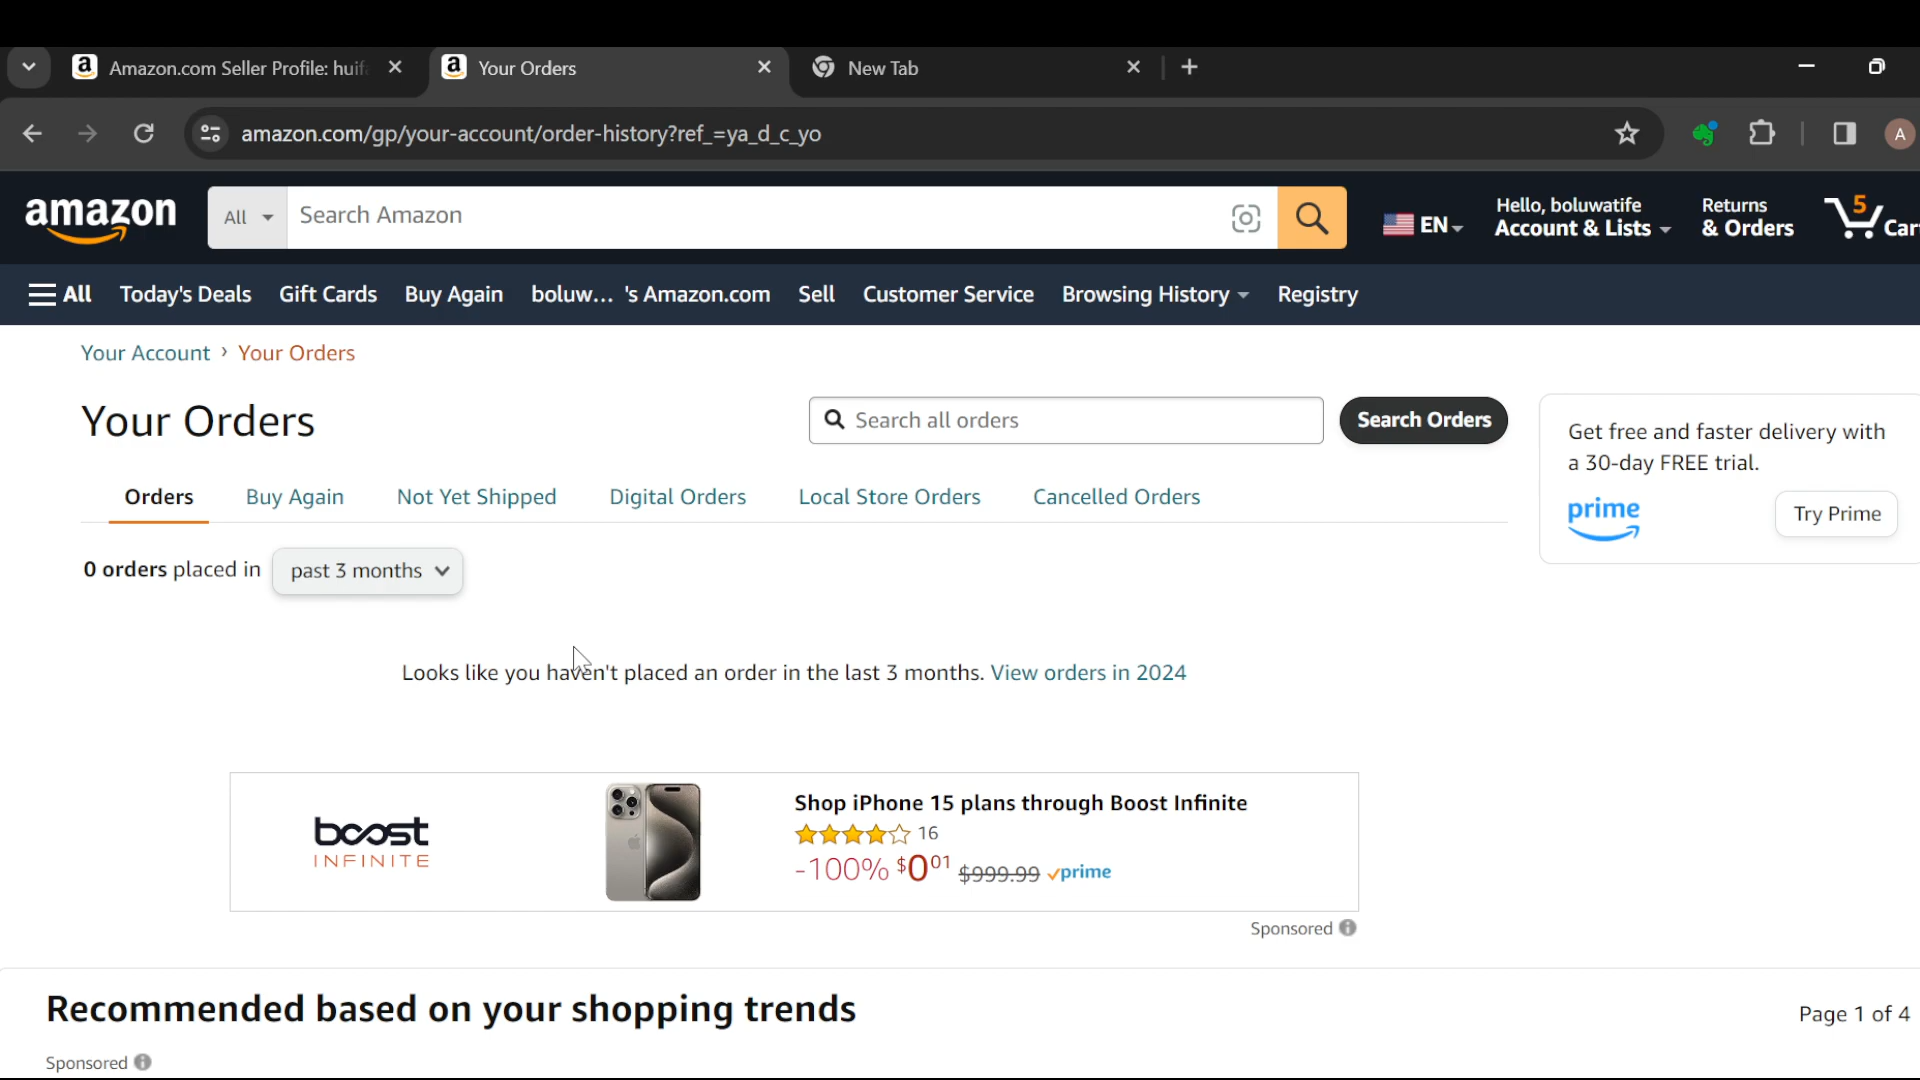 Amazon.com Seller Profile: huif
Your Orders
New Tab
amazon.com/gp/your-account/order-history?ref_=ya_d_c_yo
A
amazon
All
Search Amazon
EN
Hello, boluwatife
Account & Lists
Returns
& Orders
5
Car
All
Today's Deals
Gift Cards
Buy Again
boluw... 's Amazon.com
Sell
Customer Service
Browsing History
Registry
Your Account › Your Orders
Your Orders
Search all orders
Search Orders
Get free and faster delivery with
a 30-day FREE trial.
prime
Try Prime
Orders
Buy Again
Not Yet Shipped
Digital Orders
Local Store Orders
Cancelled Orders
0 orders placed in
past 3 months
Looks like you haven't placed an order in the last 3 months. View orders in 2024
boost
INFINITE
Shop iPhone 15 plans through Boost Infinite
16
-100% $001 $999.99 prime
Sponsored
Recommended based on your shopping trends
Page 1 of 4
Sponsored